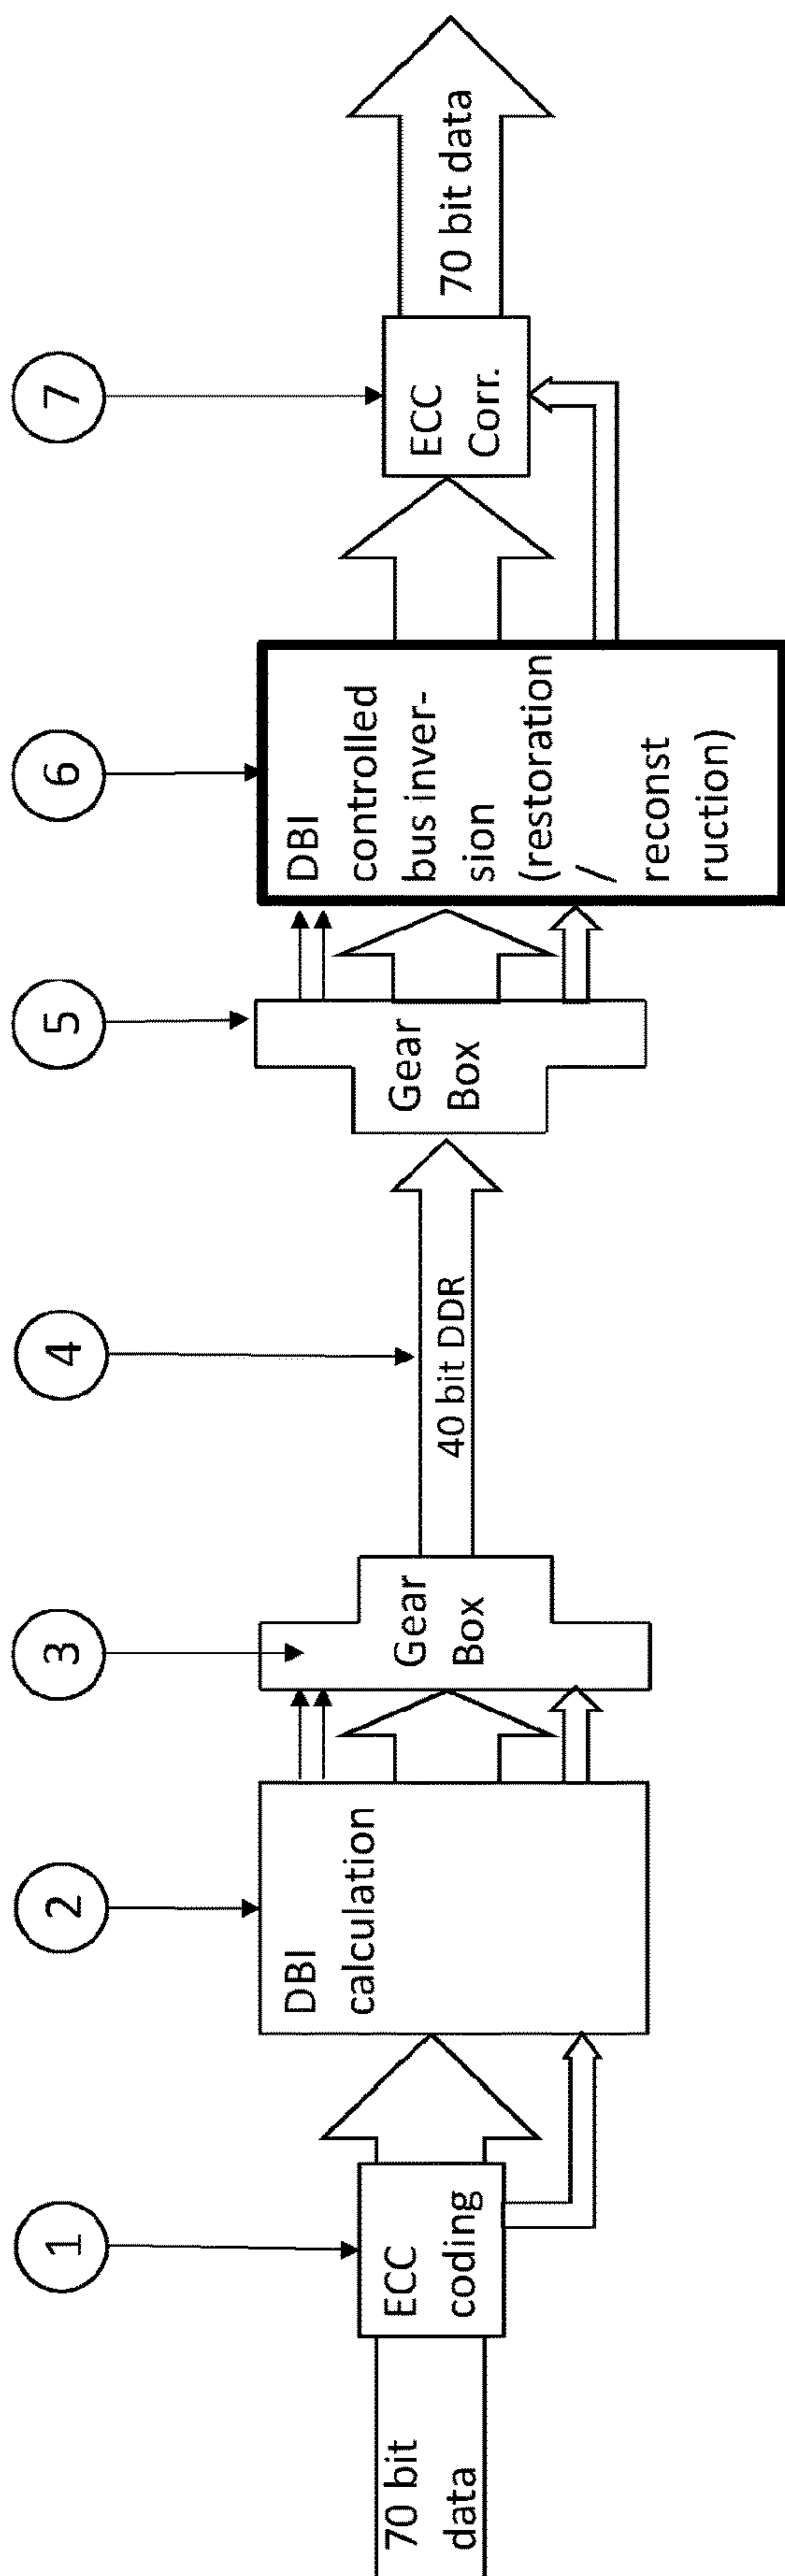 1
2
3
4
5
6
7
70 bit
data
ECC
coding
DBI
calculation
Gear
Box
40 bit DDR
Gear
Box
DBI
controlled
bus inver-
sion
(restoration
/ reconst
ruction)
ECC
Corr.
70 bit data